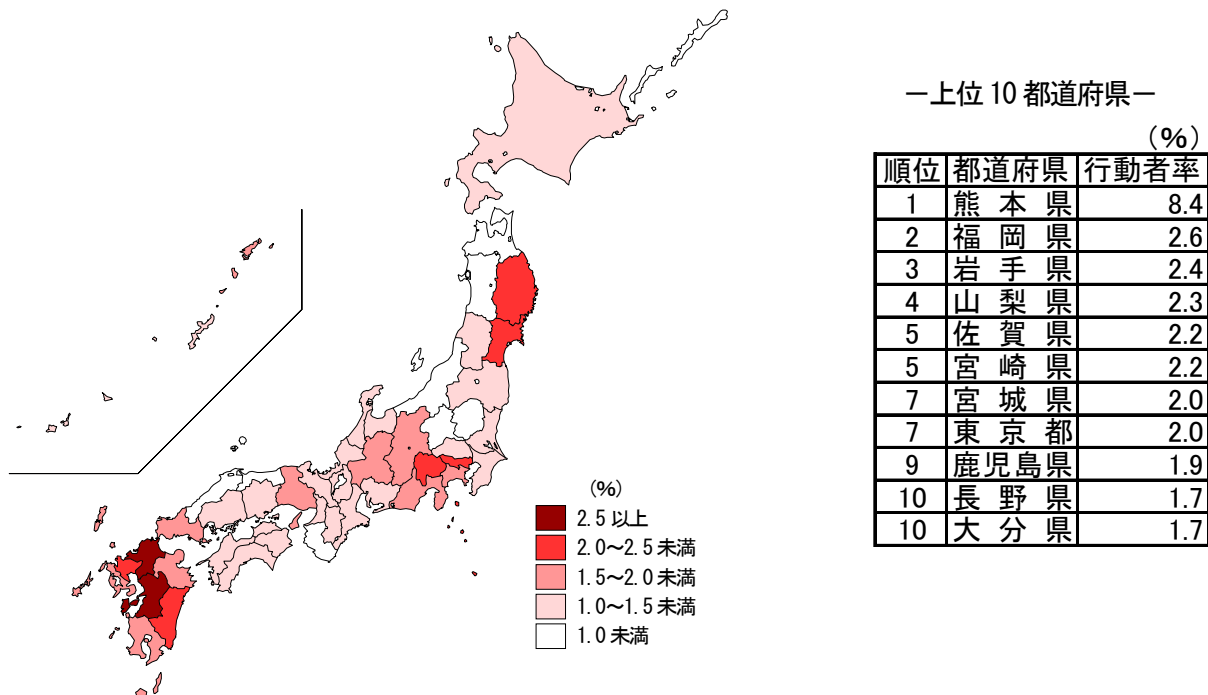 －上位 10 都道府県－
(％)
順位 都道府県 行動者率
1 熊本県 8.4
2 福岡県 2.6
3 岩手県 2.4
4 山梨県 2.3
5 佐賀県 2.2
5 宮崎県 2.2
7 宮城県 2.0
7 東京都 2.0
9 鹿児島県 1.9
10 長野県 1.7
10 大分県 1.7
(%)
2.5 以上
2.0～2.5 未満
1.5～2.0 未満
1.0～1.5 未満
1.0 未満